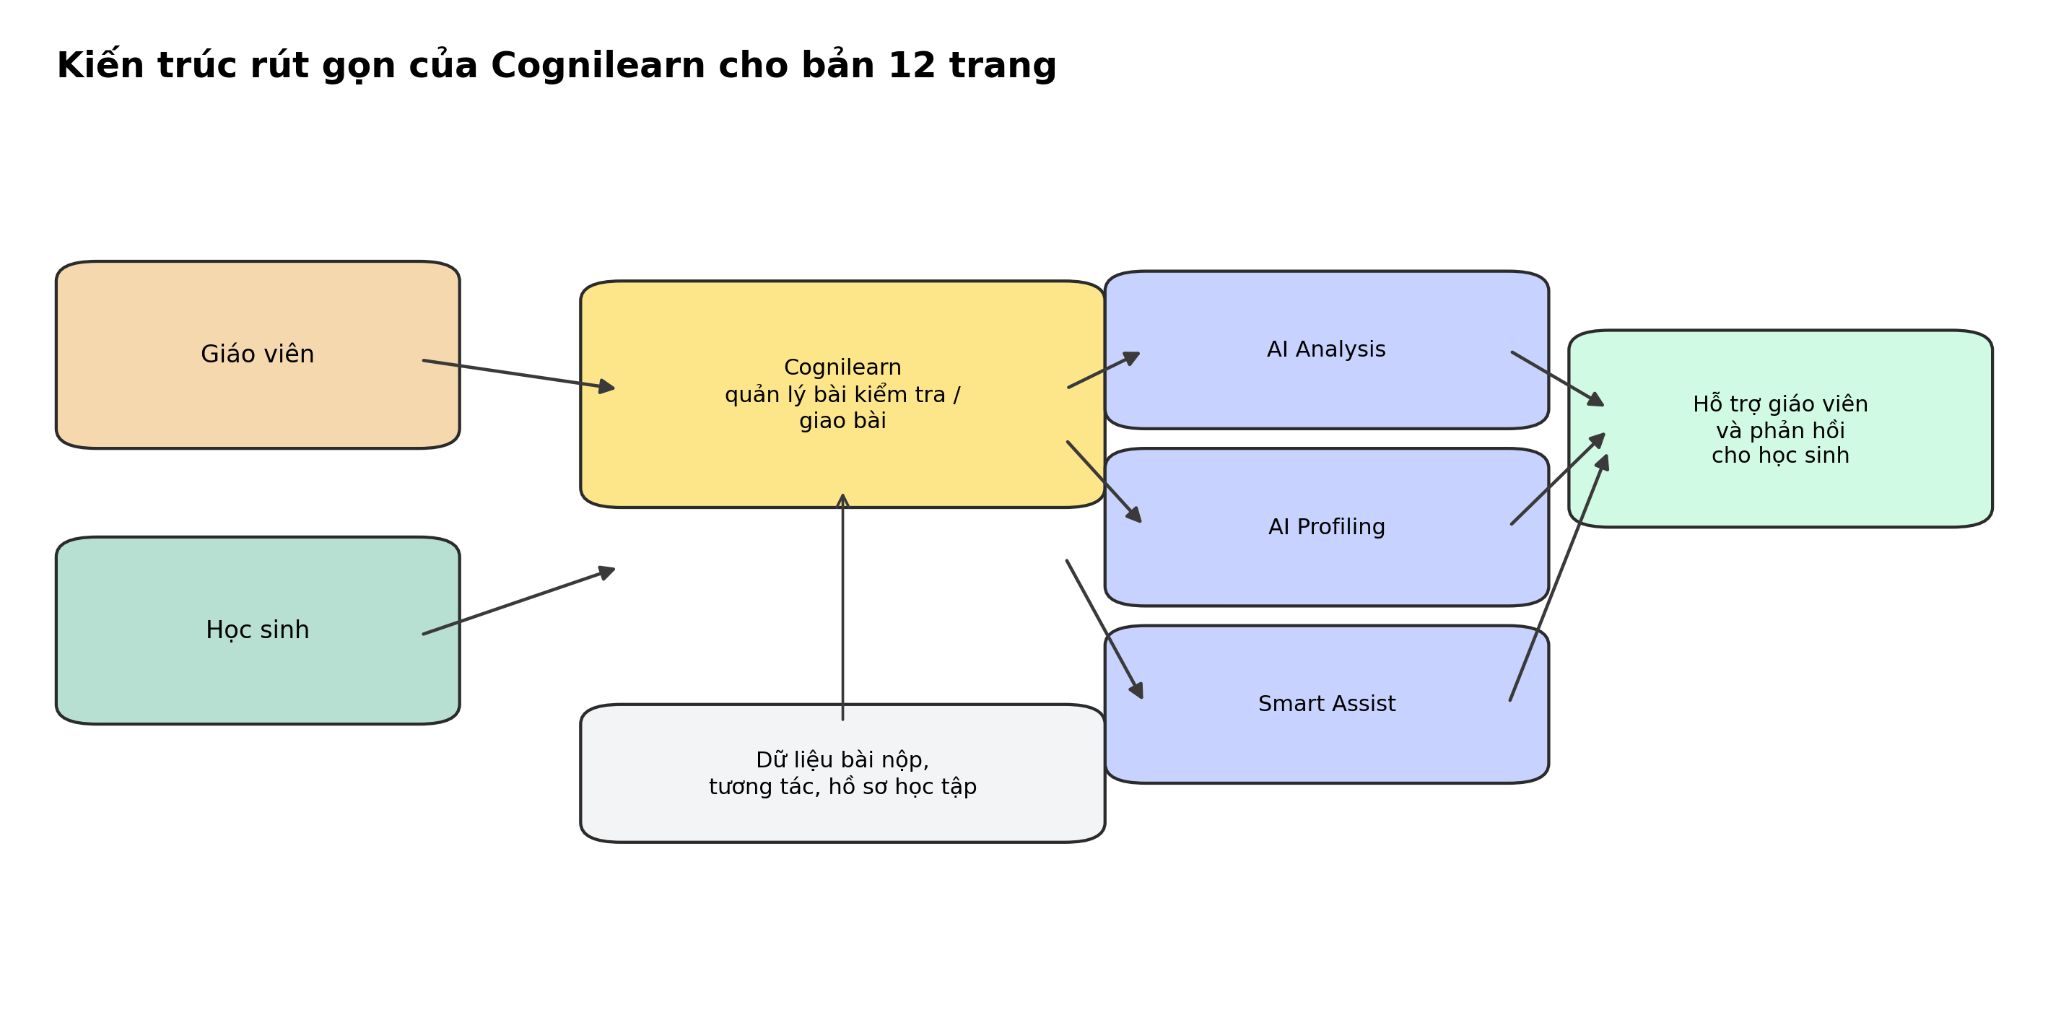 Kiến trúc rút gọn của Cognilearn cho bản 12 trang
Giáo viên
Học sinh
Cognilearn
quản lý bài kiểm tra /
giao bài
Dữ liệu bài nộp,
tương tác, hồ sơ học tập
AI Analysis
AI Profiling
Smart Assist
Hỗ trợ giáo viên
và phản hồi
cho học sinh